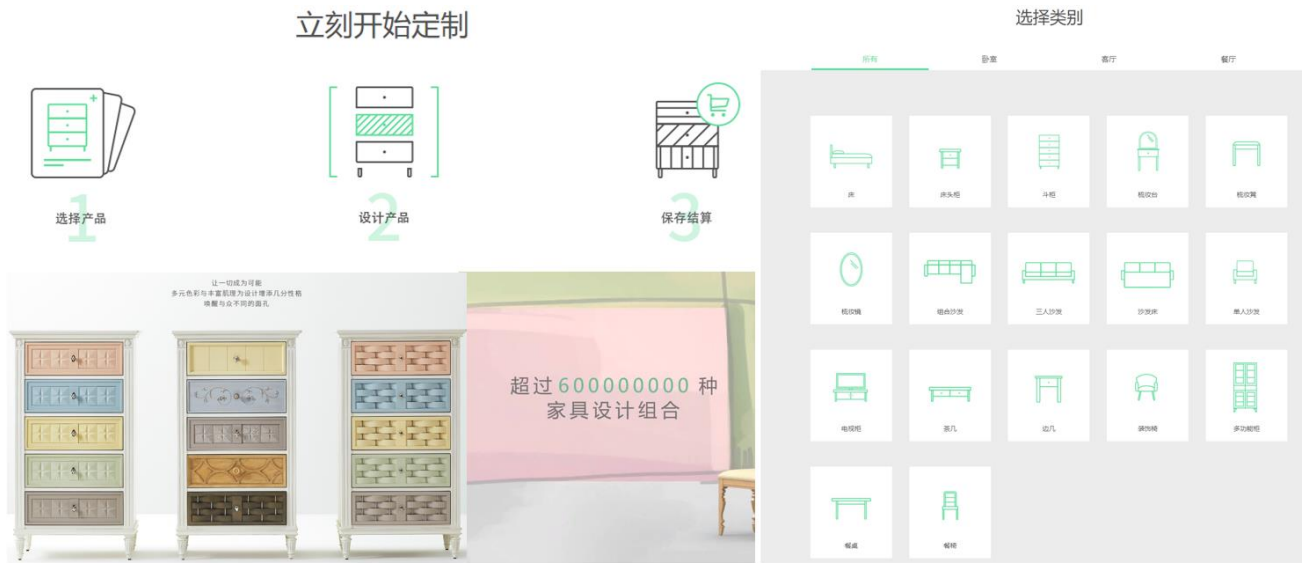 立刻开始定制
1
选择产品
2
设计产品
3
保存结算
让一切成为可能
多元色彩与丰富肌理为设计增添几分性格
唤醒与众不同的面孔
超过600000000 种
家具设计组合
选择类别
所有 卧室 客厅 餐厅
床 床头柜 斗柜 梳妆台 梳妆凳
梳妆镜 组合沙发 三人沙发 沙发床 单人沙发
电视柜 茶几 边几 装饰椅 多功能柜
餐桌 餐椅